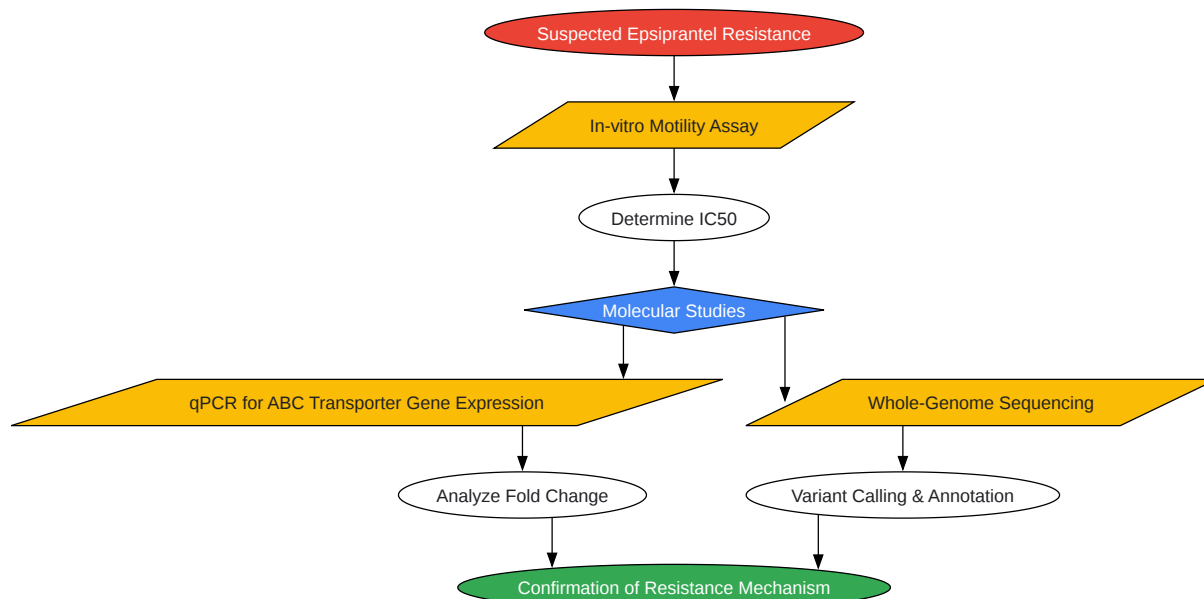 Suspected Epsiprantel Resistance
In-vitro Motility Assay
Determine IC50
Molecular Studies
qPCR for ABC Transporter Gene Expression
Whole-Genome Sequencing
Analyze Fold Change
Variant Calling & Annotation
Confirmation of Resistance Mechanism